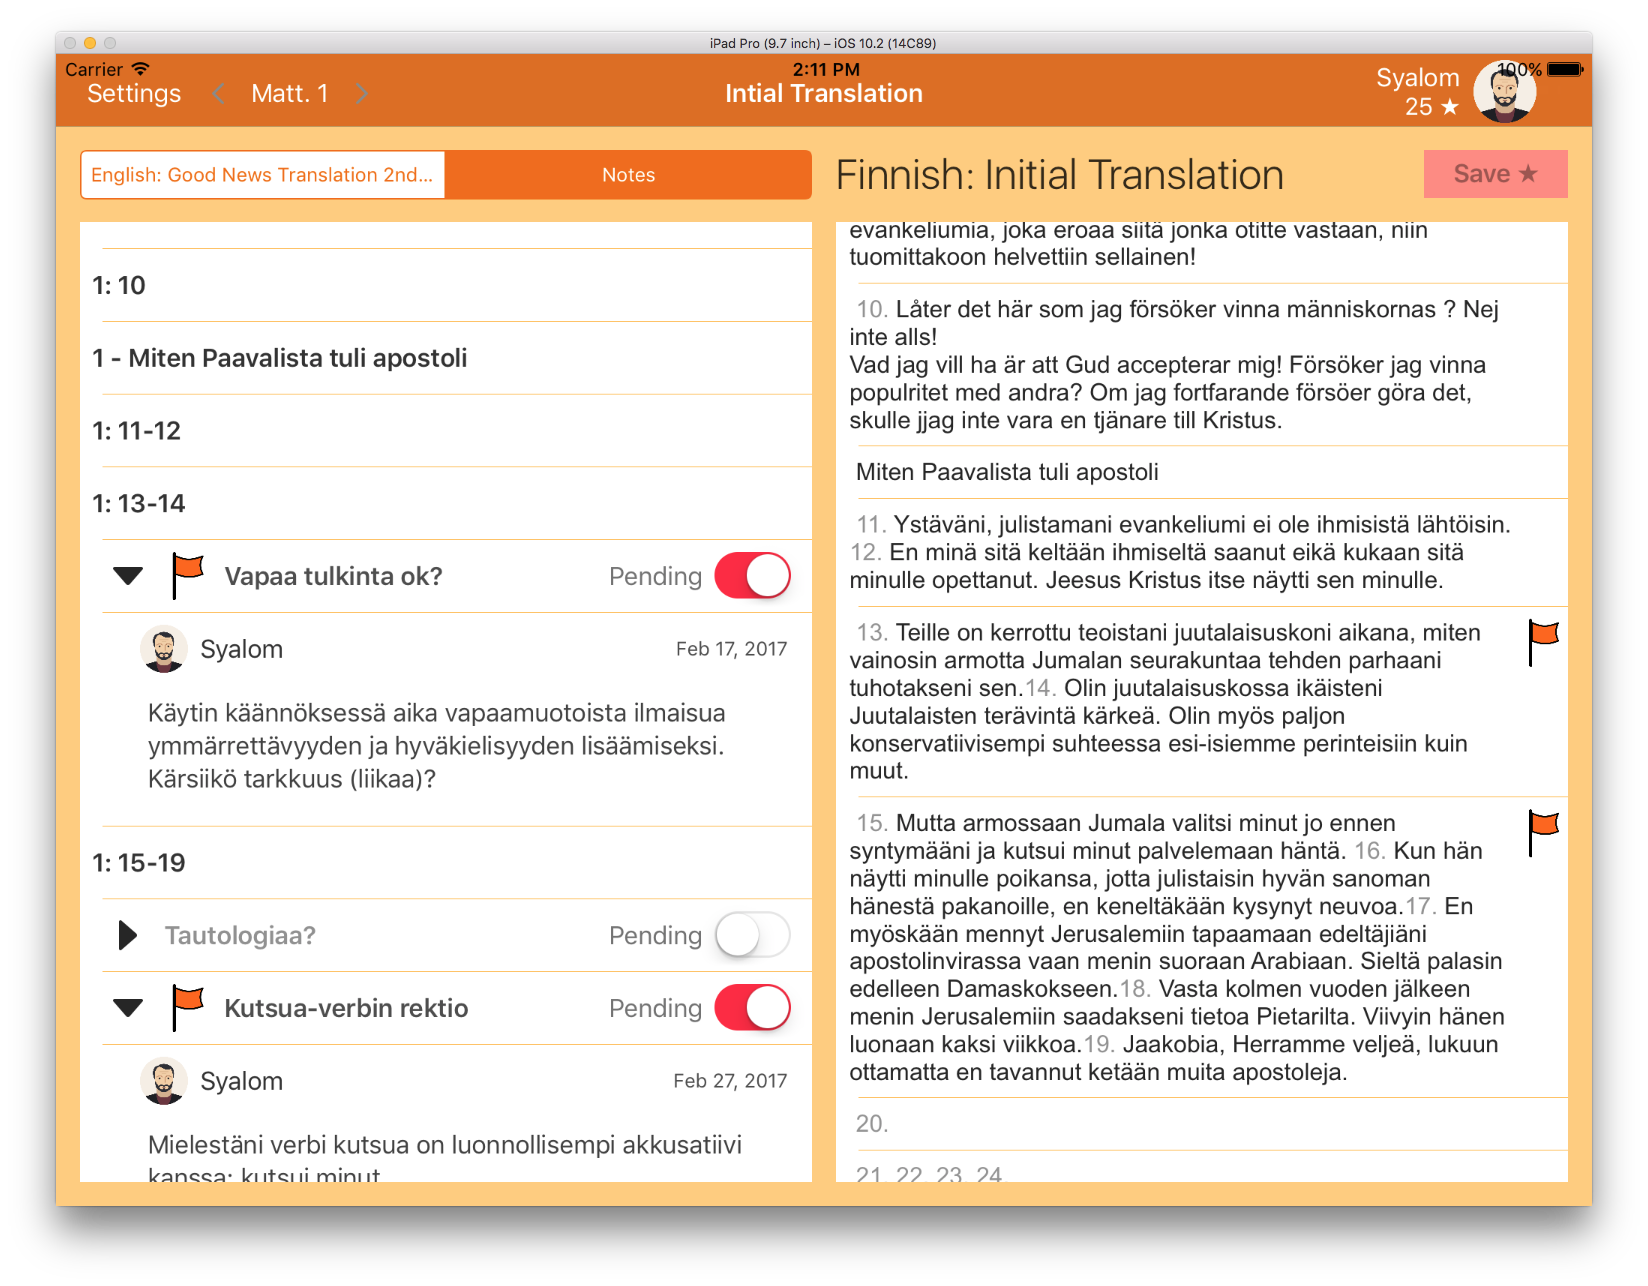 iPad Pro (9.7 inch) – iOS 10.2 (14C89)
Carrier
2:11 PM
100%
Settings
Matt. 1
Intial Translation
Syalom
25 ★
English: Good News Translation 2nd...
Notes
Finnish: Initial Translation
Save ★
1: 10
1 - Miten Paavalista tuli apostoli
1: 11-12
1: 13-14
Vapaa tulkinta ok?
Pending
Syalom
Feb 17, 2017
Käytin käännöksessä aika vapaamuotoista ilmaisua
ymmärrettävyyden ja hyväkielisyyden lisäämiseksi.
Kärsiikö tarkkuus (liikaa)?
1: 15-19
Tautologiaa?
Pending
Kutsua-verbin rektio
Pending
Syalom
Feb 27, 2017
Mielestäni verbi kutsua on luonnollisempi akkusatiivi
kanssa: kutsui minut
evankeliumia, joka eroaa siitä jonka otitte vastaan, niin
tuomittakoon helvettiin sellainen!
10. Låter det här som jag försöker vinna människornas ? Nej
inte alls!
Vad jag vill ha är att Gud accepterar mig! Försöker jag vinna
populritet med andra? Om jag fortfarande försöer göra det,
skulle jjag inte vara en tjänare till Kristus.
Miten Paavalista tuli apostoli
11. Ystäväni, julistamani evankeliumi ei ole ihmisistä lähtöisin.
12. En minä sitä keltään ihmiseltä saanut eikä kukaan sitä
minulle opettanut. Jeesus Kristus itse näytti sen minulle.
13. Teille on kerrottu teoistani juutalaisuskoni aikana, miten
vainosin armotta Jumalan seurakuntaa tehden parhaani
tuhotakseni sen.14. Olin juutalaisuskossa ikäisteni
Juutalaisten terävintä kärkeä. Olin myös paljon
konservatiivisempi suhteessa esi-isiemme perinteisiin kuin
muut.
15. Mutta armossaan Jumala valitsi minut jo ennen
syntymääni ja kutsui minut palvelemaan häntä. 16. Kun hän
näytti minulle poikansa, jotta julistaisin hyvän sanoman
hänestä pakanoille, en keneltäkään kysynyt neuvoa.17. En
myöskään mennyt Jerusalemiin tapaamaan edeltäjiäni
apostolinvirassa vaan menin suoraan Arabiaan. Sieltä palasin
edelleen Damaskokseen.18. Vasta kolmen vuoden jälkeen
menin Jerusalemiin saadakseni tietoa Pietarilta. Viivyin hänen
luonaan kaksi viikkoa.19. Jaakobia, Herramme veljeä, lukuun
ottamatta en tavannut ketään muita apostoleja.
20.
21. 22. 23. 24.